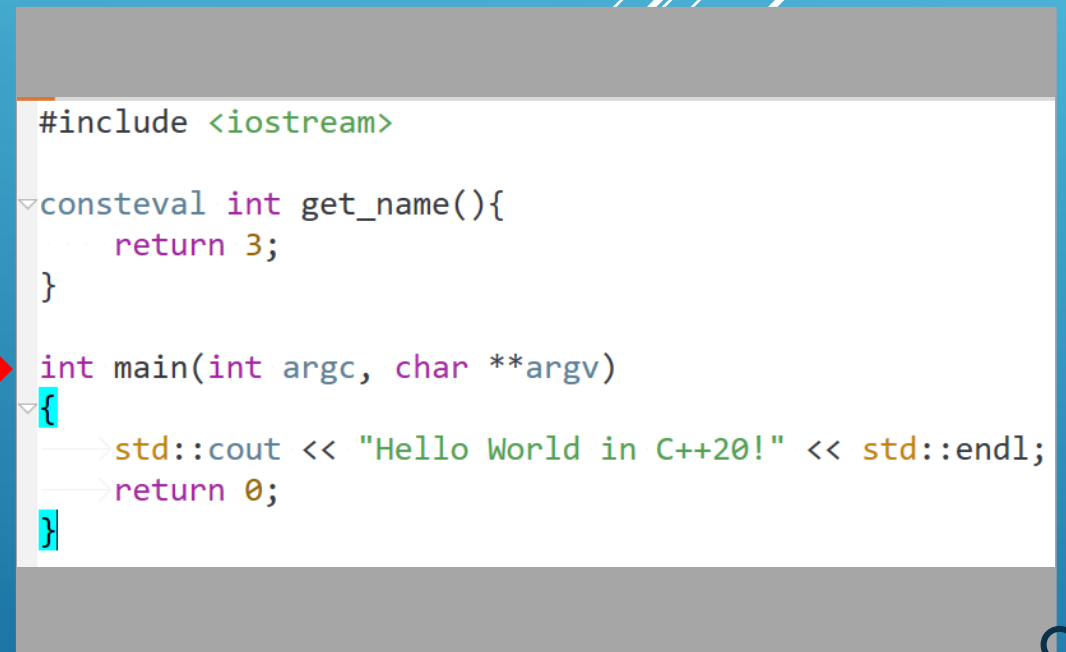 #include <iostream>
consteval int get_name(){
return 3;
}
int main(int argc, char **argv)
{
std::cout << "Hello World in C++20!" << std::endl;
return 0;
}